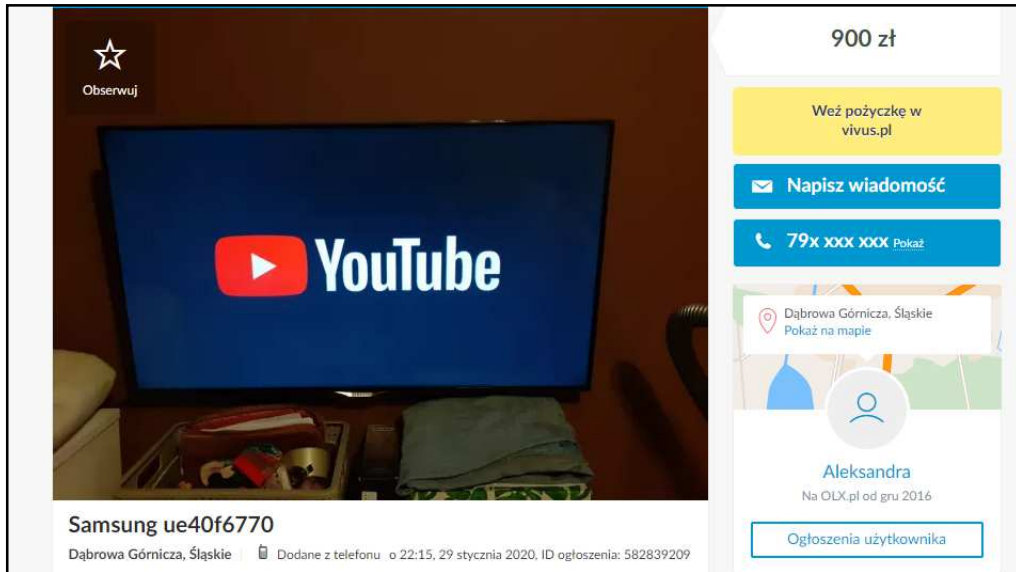 Obserwuj
YouTube
Samsung ue40f6770
Dąbrowa Górnicza, Śląskie
Dodane z telefonu o 22:15, 29 stycznia 2020, ID ogłoszenia: 582839209
900 zł
Weź pożyczkę w
vivus.pl
Napisz wiadomość
79x xxx xxx Pokaż
Dąbrowa Górnicza, Śląskie
Pokaż na mapie
Aleksandra
Na OLX.pl od gru 2016
Ogłoszenia użytkownika